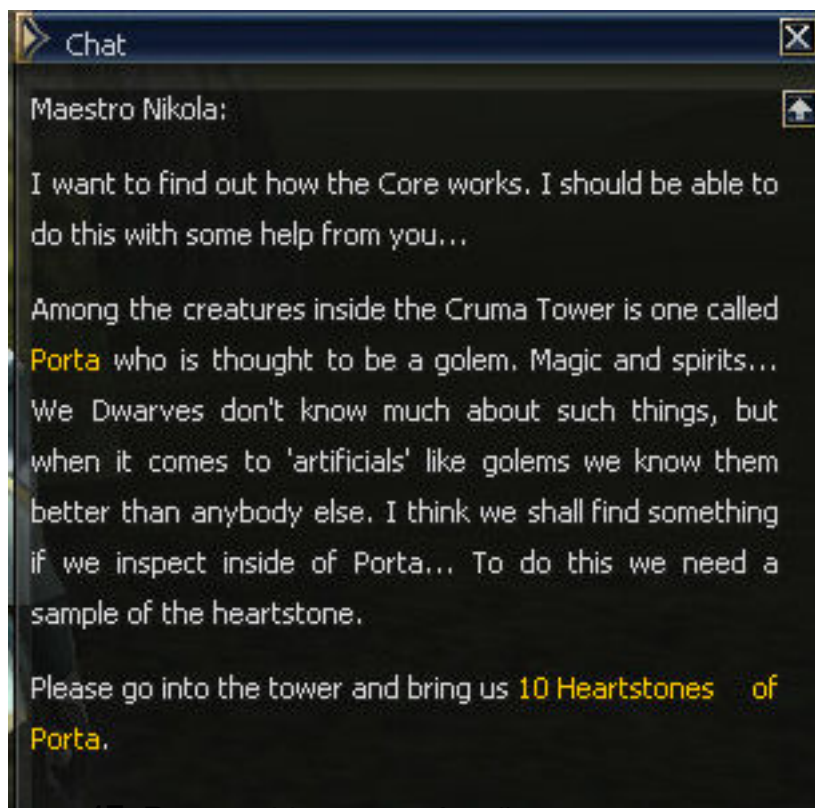 Chat
Maestro Nikola:
I want to find out how the Core works. I should be able to
do this with some help from you...
Among the creatures inside the Cruma Tower is one called
Porta who is thought to be a golem. Magic and spirits...
We Dwarves don't know much about such things, but
when it comes to 'artificials' like golems we know them
better than anybody else. I think we shall find something
if we inspect inside of Porta... To do this we need a
sample of the heartstone.
Please go into the tower and bring us 10 Heartstones of
Porta.